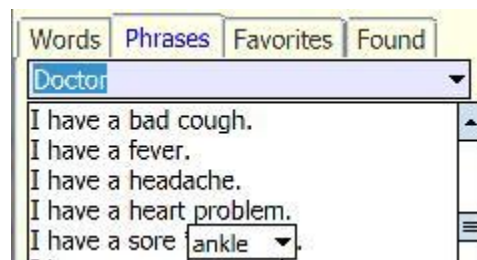 Words Phrases Favorites Found
Doctor
I have a bad cough.
I have a fever.
I have a headache.
I have a heart problem.
I have a sore ankle.